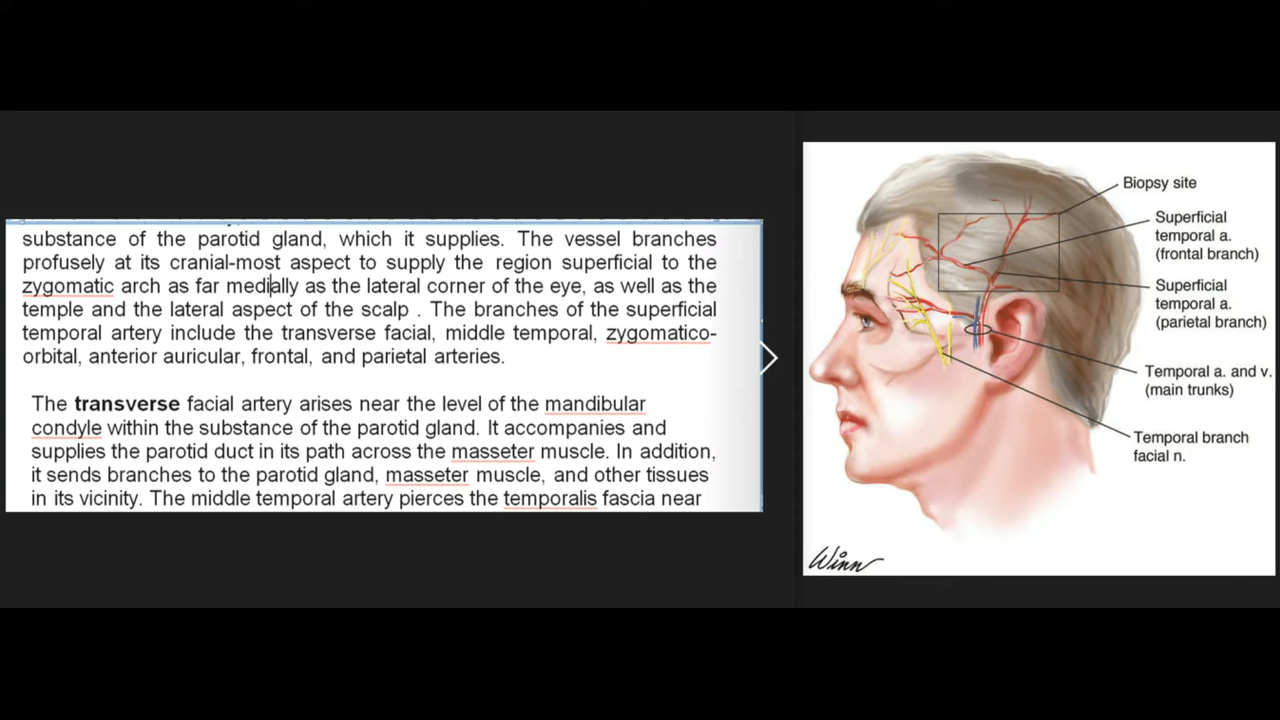 substance of the parotid gland, which it supplies. The vessel branches
profusely at its cranial-most aspect to supply the region superficial to the
zygomatic arch as far medially as the lateral corner of the eye, as well as the
temple and the lateral aspect of the scalp . The branches of the superficial
temporal artery include the transverse facial, middle temporal, zygomatico-
orbital, anterior auricular, frontal, and parietal arteries.
The transverse facial artery arises near the level of the mandibular
condyle within the substance of the parotid gland. It accompanies and
supplies the parotid duct in its path across the masseter muscle. In addition,
it sends branches to the parotid gland, masseter muscle, and other tissues
in its vicinity. The middle temporal artery pierces the temporalis fascia near
Biopsy site
Superficial
temporal a.
(frontal branch)
Superficial
temporal a.
(parietal branch)
Temporal a. and v.
(main trunks)
Temporal branch
facial n.
Winn